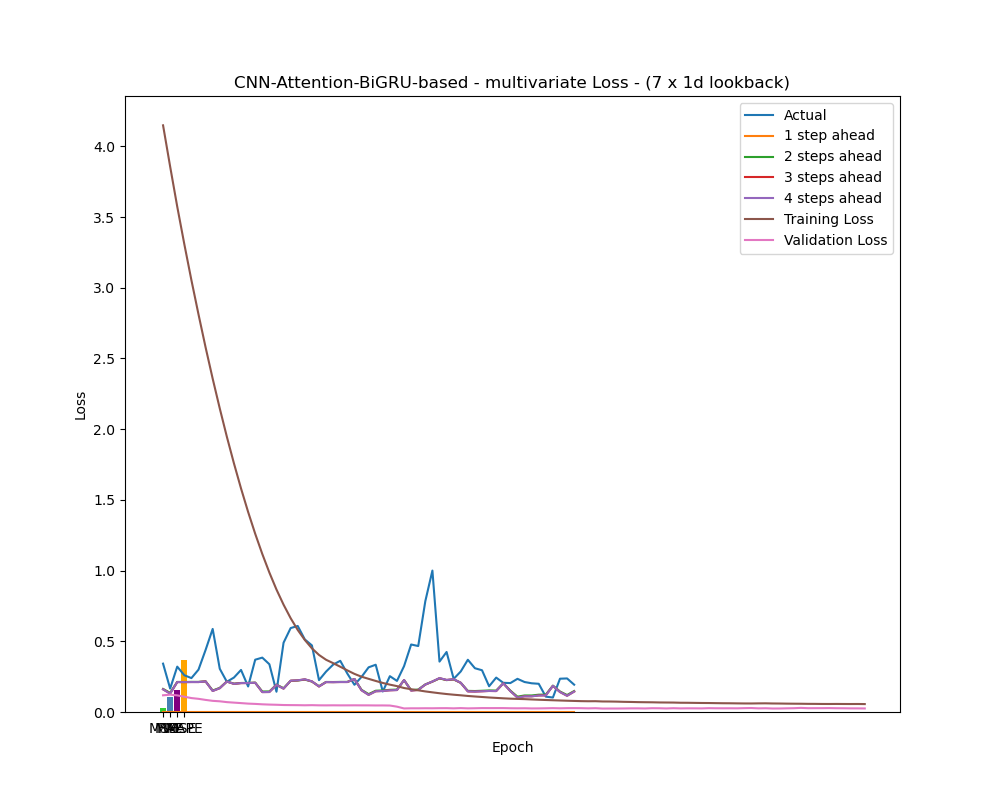 CNN-Attention-BiGRU-based - multivariate Loss - (7 x 1d lookback)
Actual
1 step ahead
2 steps ahead
3 steps ahead
4 steps ahead
Training Loss
Validation Loss
4.0
3.5
3.0
2.5
2.0
1.5
1.0
0.5
0.0
Loss
Epoch